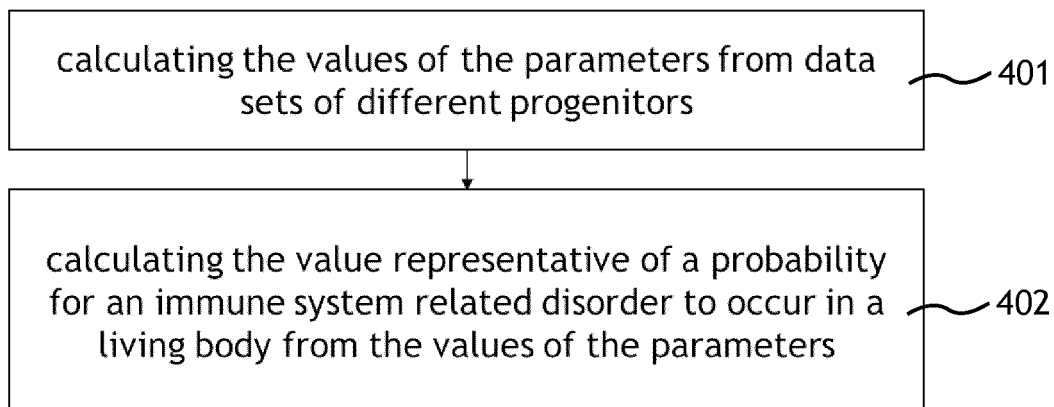 calculating the values of the parameters from data
sets of different progenitors
401
calculating the value representative of a probability
for an immune system related disorder to occur in a
living body from the values of the parameters
402